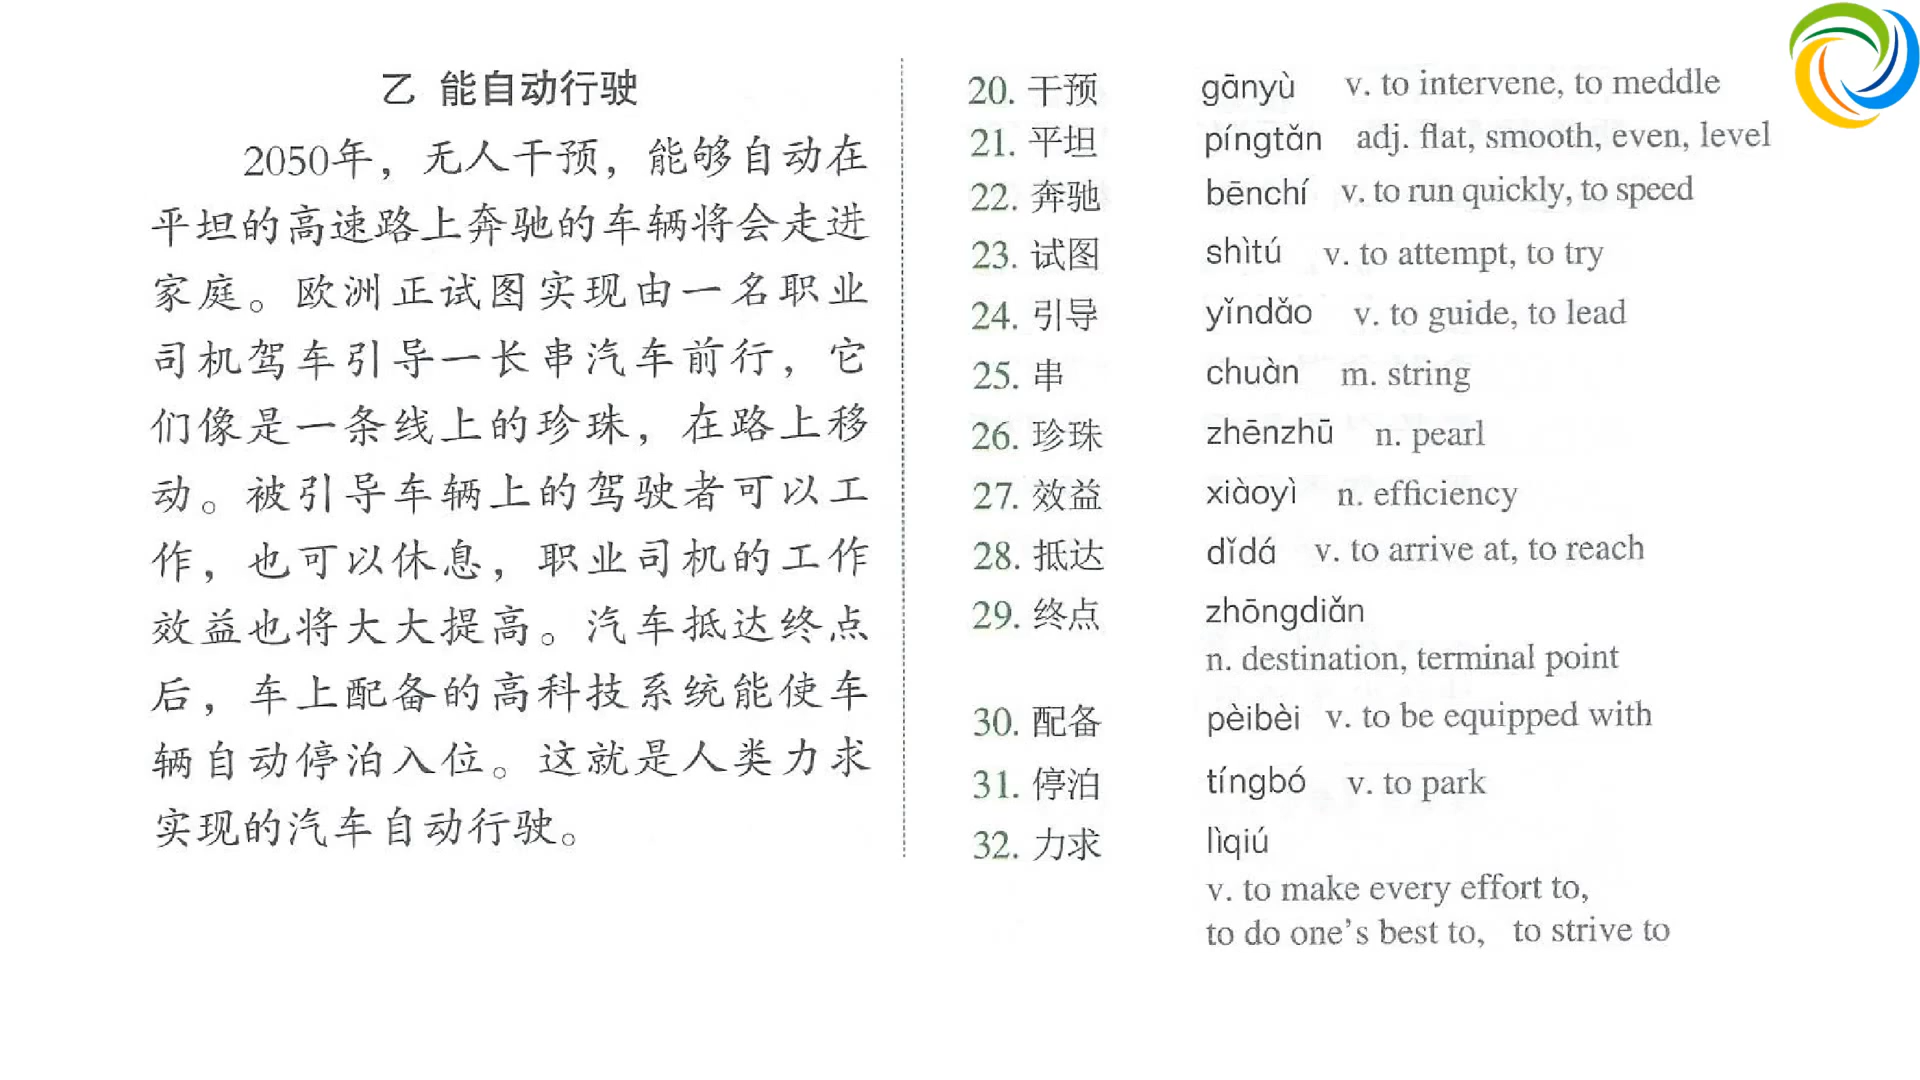 乙 能自动行驶
2050年，无人干预，能够自动在
平坦的高速路上奔驰的车辆将会走进
家庭。欧洲正试图实现由一名职业
司机驾车引导一长串汽车前行，它
们像是一条线上的珍珠，在路上移
动。被引导车辆上的驾驶者可以工
作，也可以休息，职业司机的工作
效益也将大大提高。汽车抵达终点
后，车上配备的高科技系统能使车
辆自动停泊入位。这就是人类力求
实现的汽车自动行驶。
20. 干预 gānyù v. to intervene, to meddle
21. 平坦 píngtǎn adj. flat, smooth, even, level
22. 奔驰 bēnchí v. to run quickly, to speed
23. 试图 shìtú v. to attempt, to try
24. 引导 yǐndǎo v. to guide, to lead
25. 串 chuàn m. string
26. 珍珠 zhēnzhū n. pearl
27. 效益 xiàoyì n. efficiency
28. 抵达 dǐdá v. to arrive at, to reach
29. 终点 zhōngdiǎn
n. destination, terminal point
30. 配备 pèibèi v. to be equipped with
31. 停泊 tíngbó v. to park
32. 力求 lìqiú
v. to make every effort to,
to do one's best to, to strive to